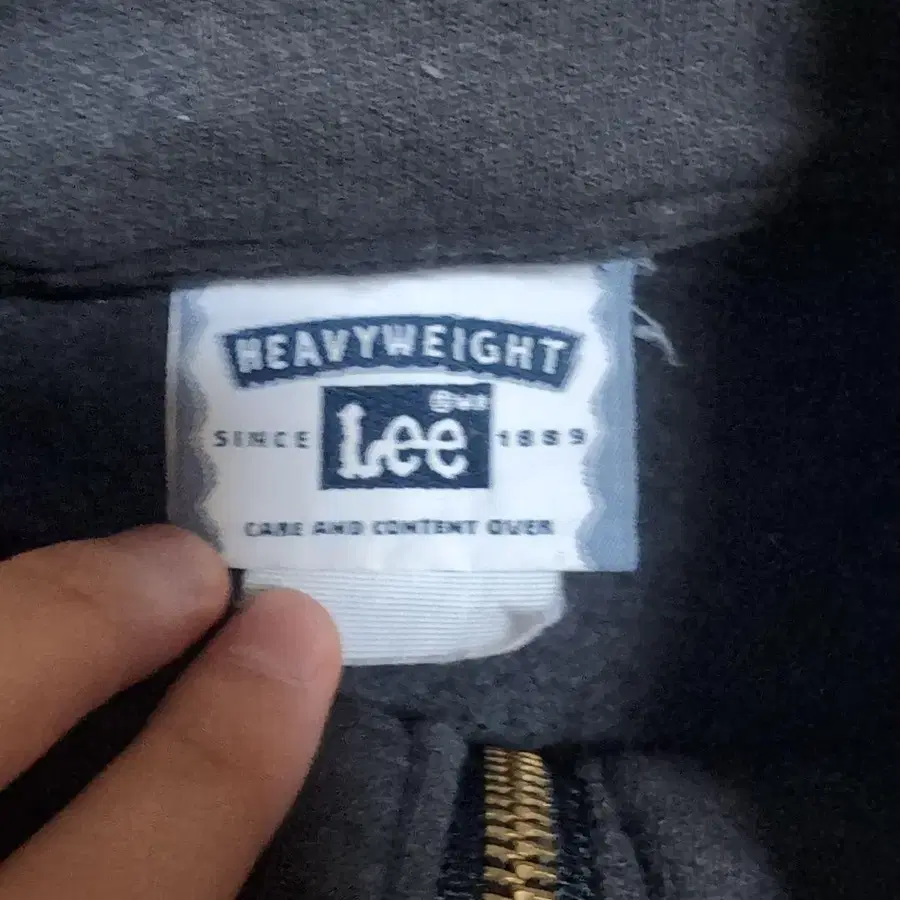 HEAVYWEIGHT
SINCE Lee 1889
CARE AND CONTENT OVER